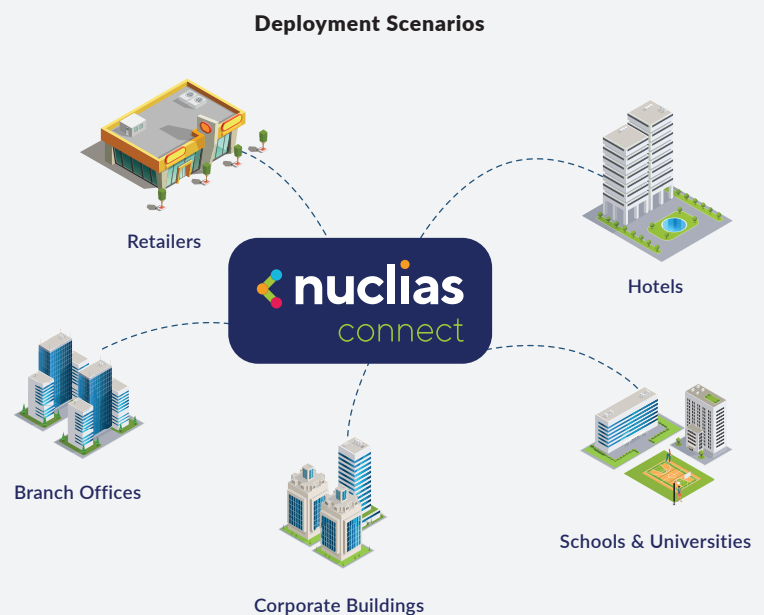 Deployment Scenarios
Retailers
Hotels
nuclias
connect
Branch Offices
Schools & Universities
Corporate Buildings